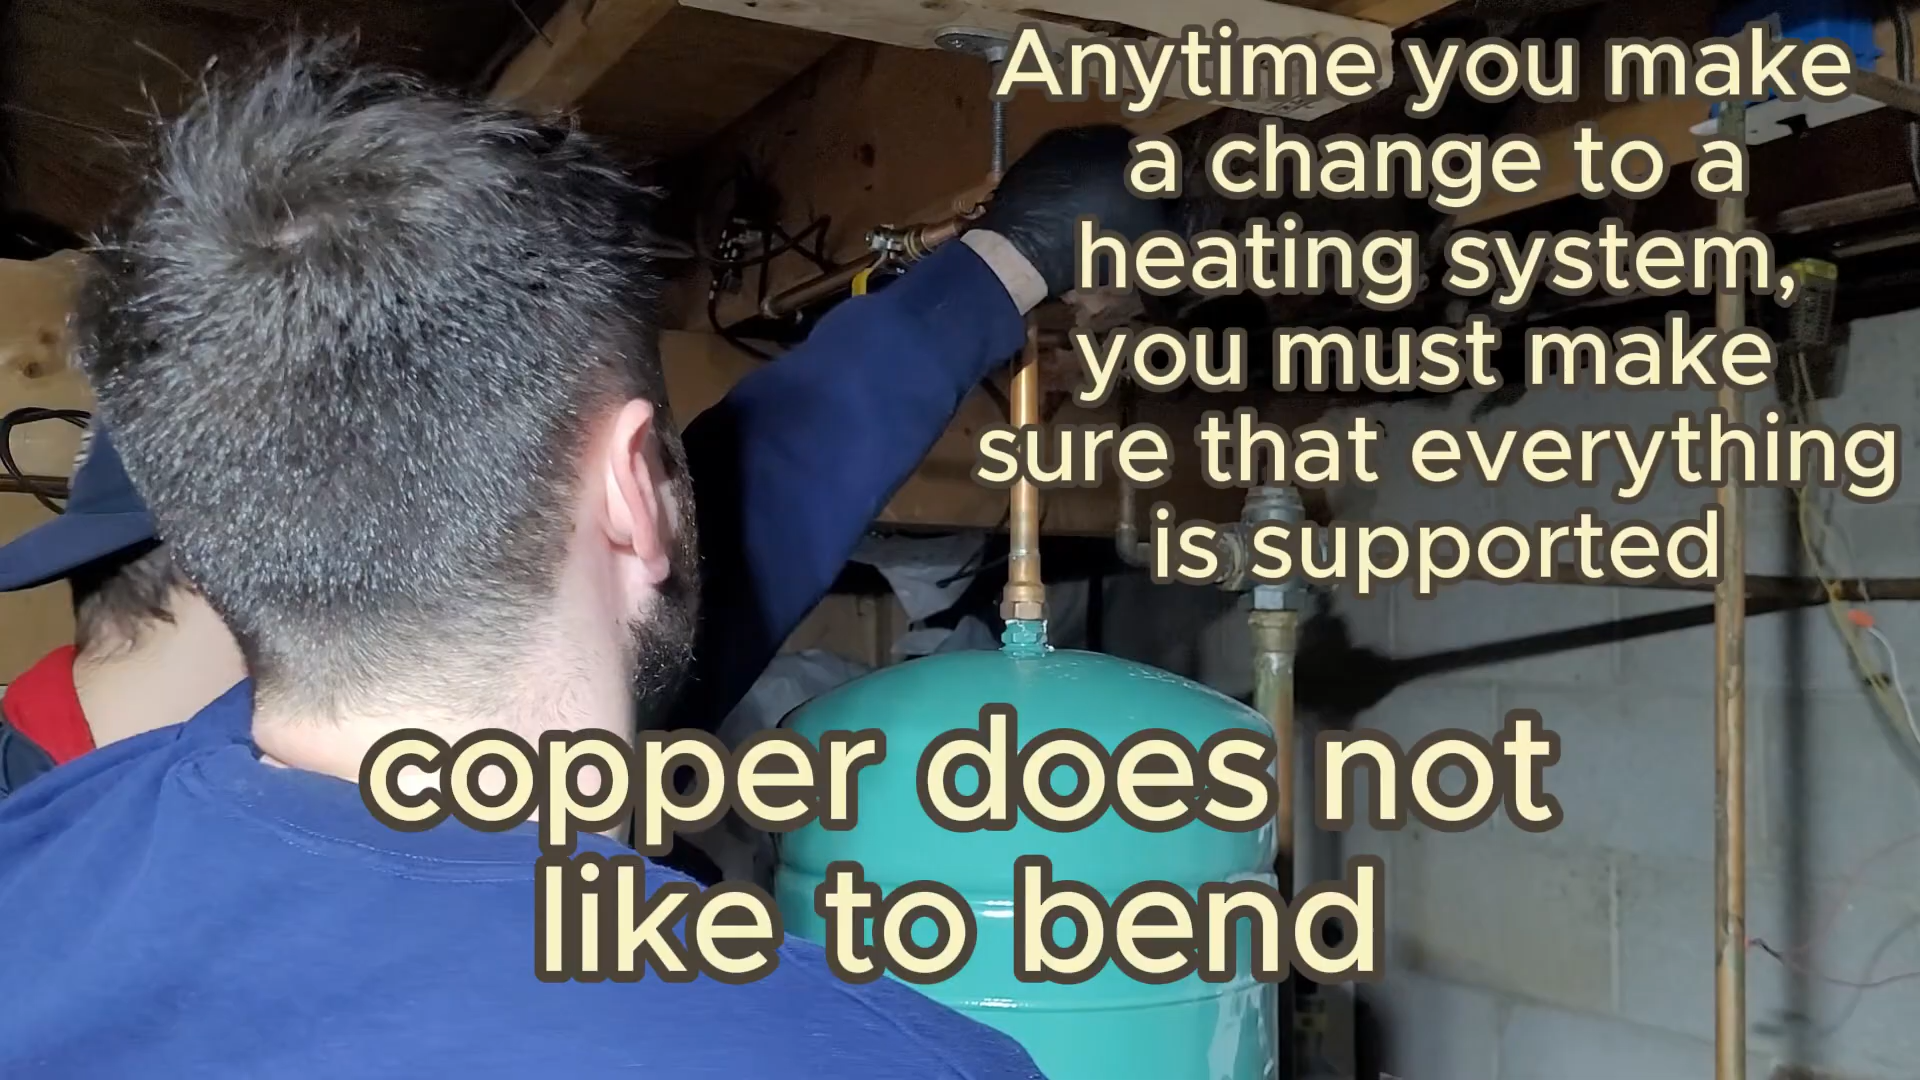 Anytime you make
a change to a
heating system,
you must make
sure that everything
is supported
copper does not
like to bend